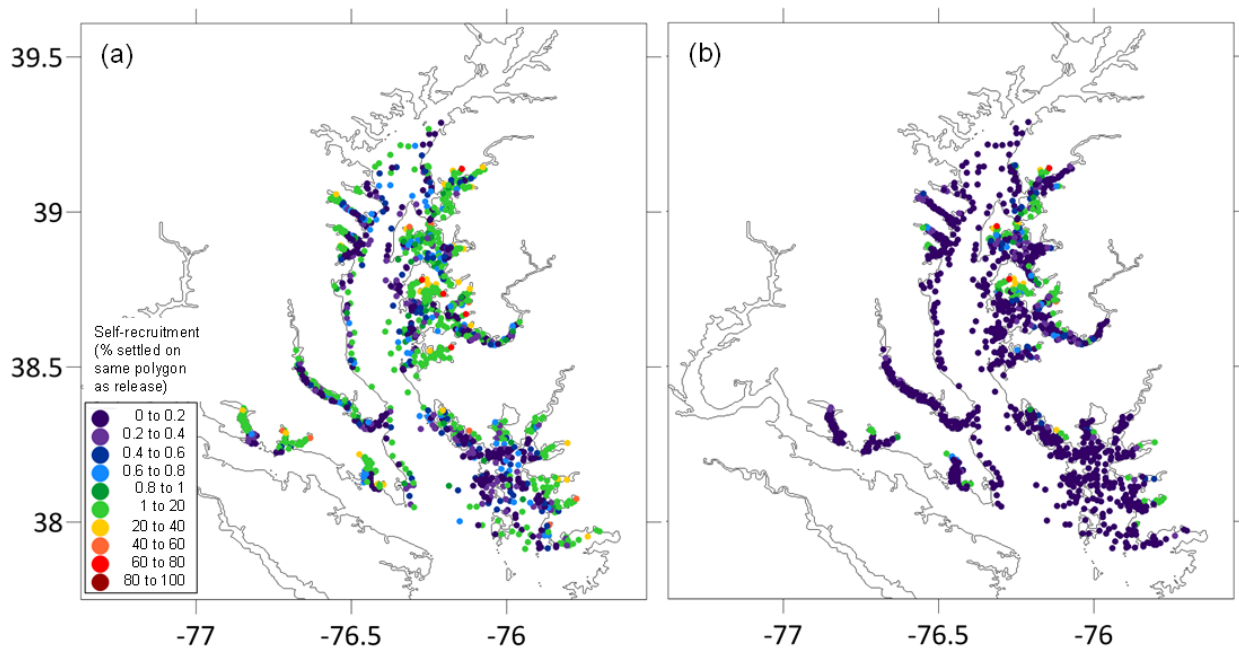 (a)
(b)
39.5
39
38.5
38
Self-recruitment
(% settled on
same polygon
as release)
0 to 0.2
0.2 to 0.4
0.4 to 0.6
0.6 to 0.8
0.8 to 1
1 to 20
20 to 40
40 to 60
60 to 80
80 to 100
-77
-76.5
-76
-77
-76.5
-76